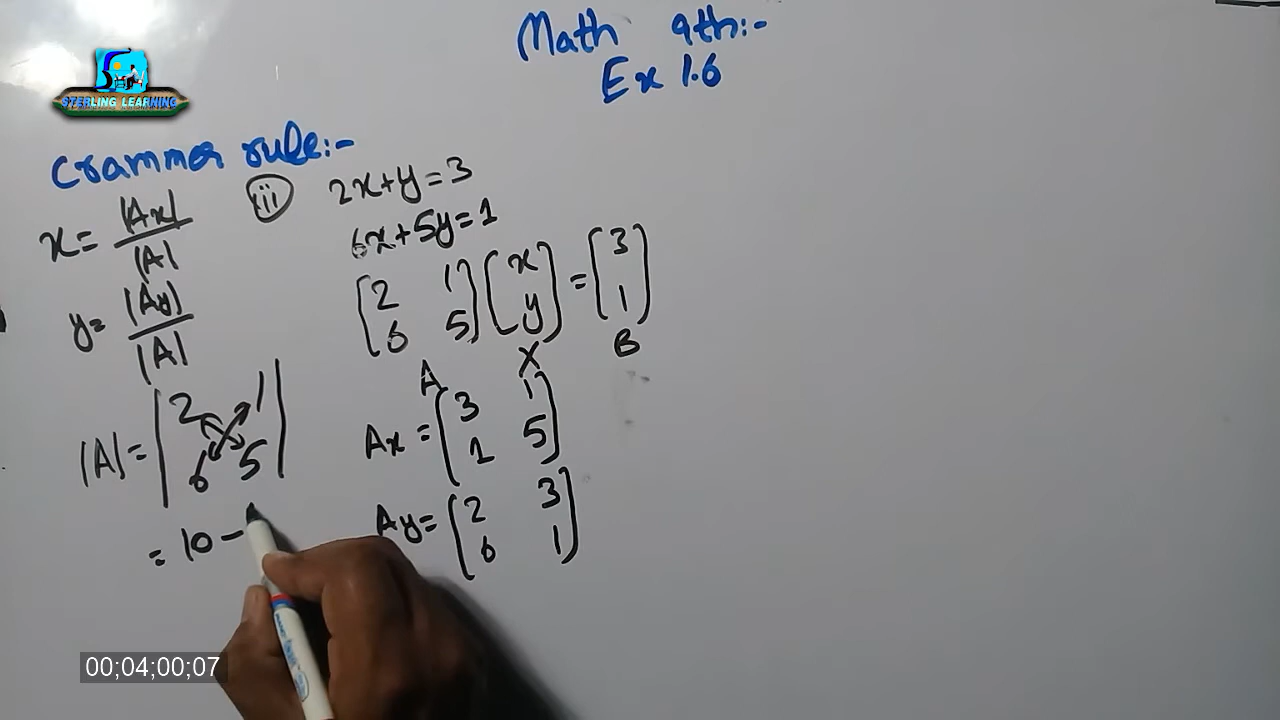 Math 9th:-
Ex 1.6
STERLING LEARNING
Crammer rule:-
x = |Ax| / |A|
y = |Ay| / |A|
iii
2x+y=3
6x+5y=1
[2 1
6 5] [x
y] = [3
1]
A X B
|A| = |2 1
6 5|
= 10 -
Ax = [3 1
1 5]
Ay = [2 3
6 1]
00;04;00;07